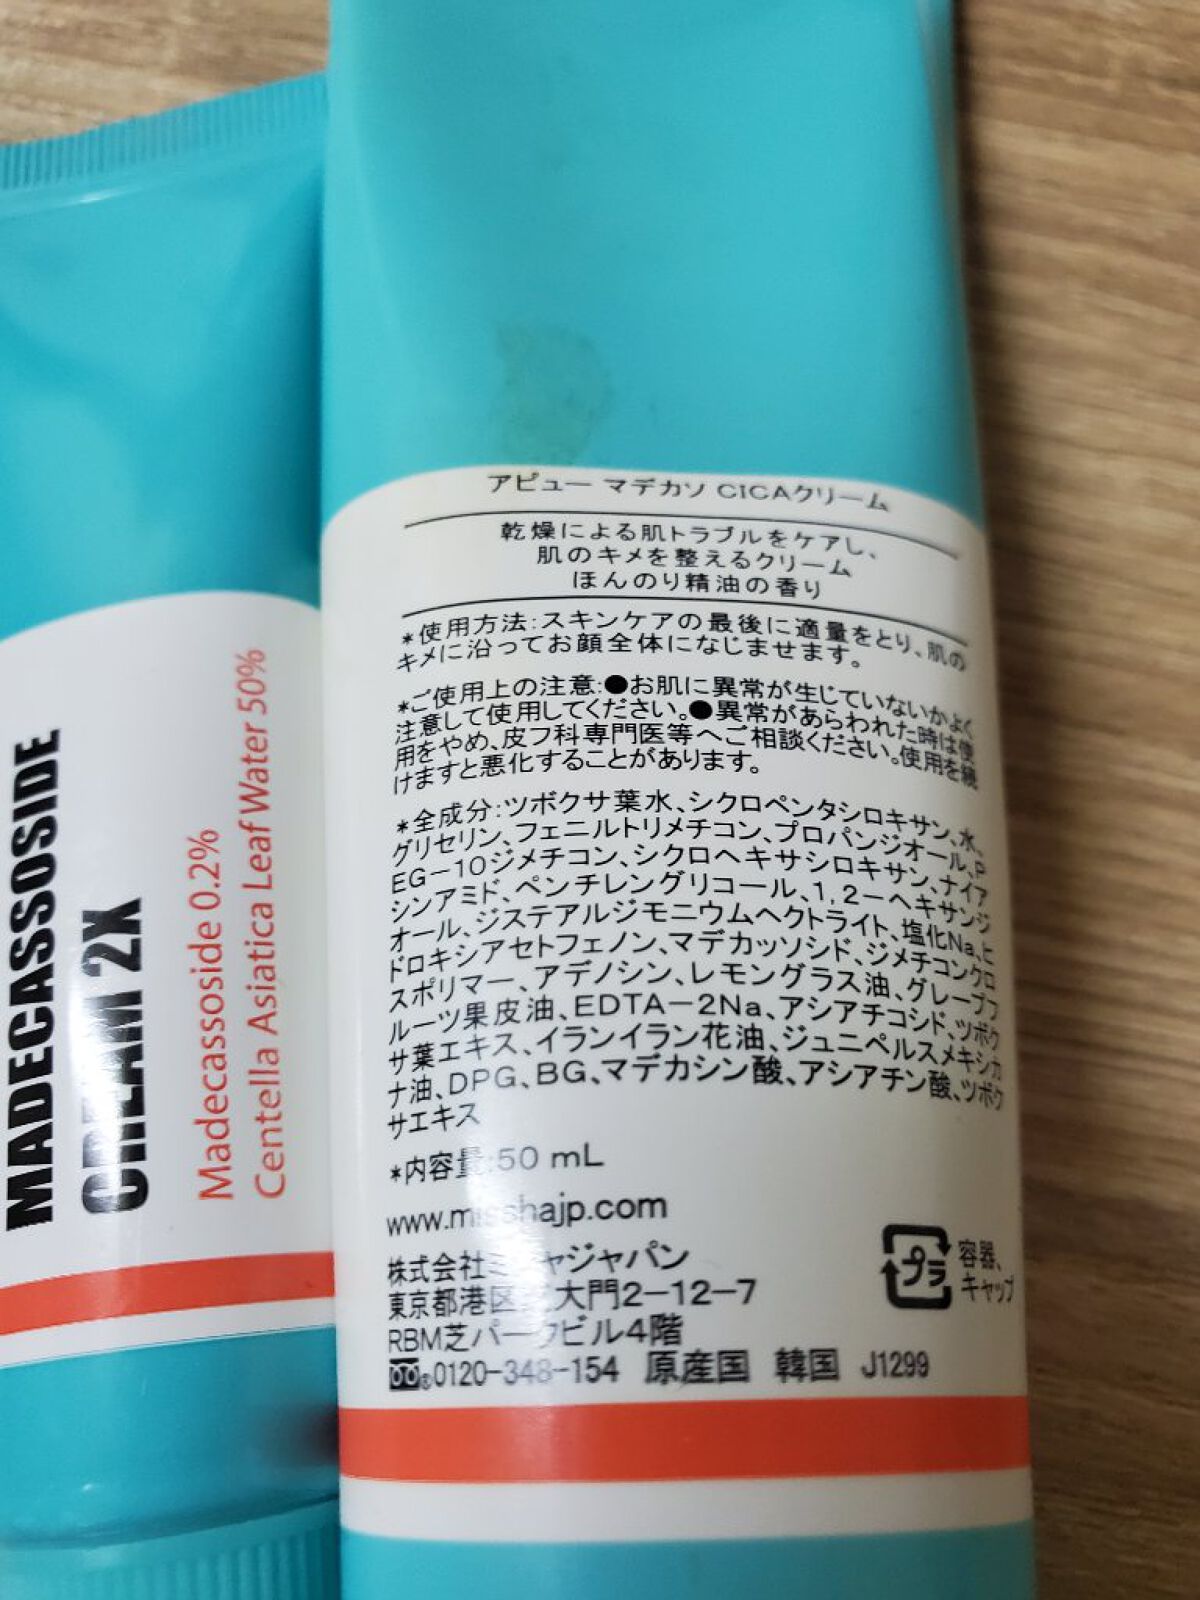 MADECASSOSIDE
CREAM 2X
Madecassoside 0.2%
Centella Asiatica Leaf Water 50%
アピュー マデカソ CICAクリーム
乾燥による肌トラブルをケアし、
肌のキメを整えるクリーム
ほんのり精油の香り
*使用方法:スキンケアの最後に適量をとり、肌の
キメに沿ってお顔全体になじませます。
*ご使用上の注意:●お肌に異常が生じていないかよく
注意して使用してください。●異常があらわれた時は使
用をやめ、皮フ科専門医等へご相談ください。使用を続
けますと悪化することがあります。
*全成分:ツボクサ葉水、シクロペンタシロキサン、水、
グリセリン、フェニルトリメチコン、プロパンジオール、P
EG-10ジメチコン、シクロヘキサシロキサン、ナイア
シンアミド、ペンチレングリコール、1,2-ヘキサンジ
オール、ジステアルジモニウムヘクトライト、塩化Na、ヒ
ドロキシアセトフェノン、マデカッソシド、ジメチコンクロ
スポリマー、アデノシン、レモングラス油、グレープフ
ルーツ果皮油、EDTA-2Na、アシアチコシド、ツボク
サ葉エキス、イランイラン花油、ジュニペルスメキシカ
ナ油、DPG、BG、マデカシン酸、アシアチン酸、ツボク
サエキス
*内容量:50 mL
www.misshajp.com
株式会社ミシャジャパン
東京都港区芝大門2-12-7
RBM芝パークビル4階
®0120-348-154 原産国 韓国 J1299
プラ
容器、
キャップ